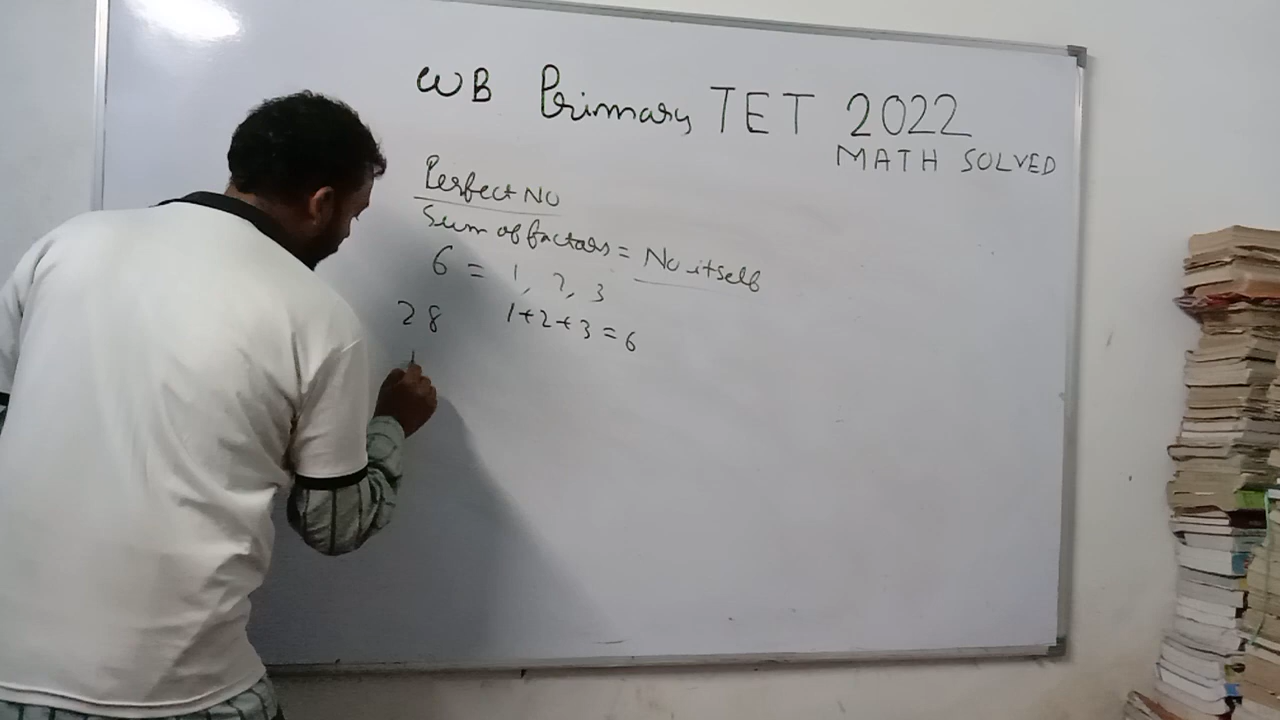 WB Primary TET 2022
MATH SOLVED
Perfect NO
Sum of factors = No itself
6 = 1, 2, 3
28 1+2+3=6